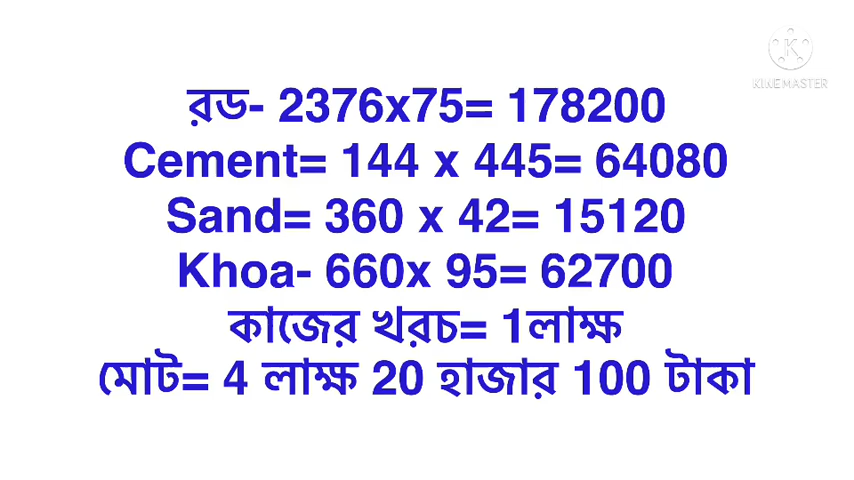 KINEMASTER
রড- 2376x75= 178200
Cement= 144 x 445= 64080
Sand= 360 x 42= 15120
Khoa- 660x 95= 62700
কাজের খরচ= 1লাক্ষ
মোট= 4 লাক্ষ 20 হাজার 100 টাকা